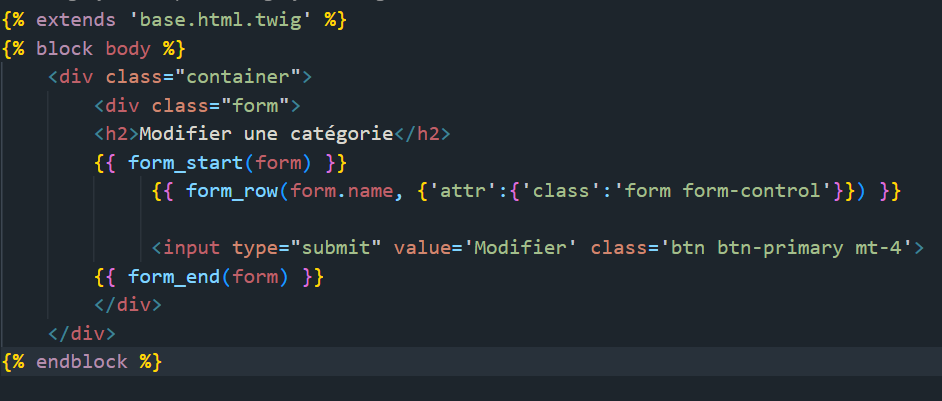 {% extends 'base.html.twig' %}
{% block body %}
<div class="container">
<div class="form">
<h2>Modifier une catégorie</h2>
{{ form_start(form) }}
{{ form_row(form.name, {'attr':{'class':'form form-control'}}) }}
<input type="submit" value='Modifier' class='btn btn-primary mt-4'>
{{ form_end(form) }}
</div>
</div>
{% endblock %}